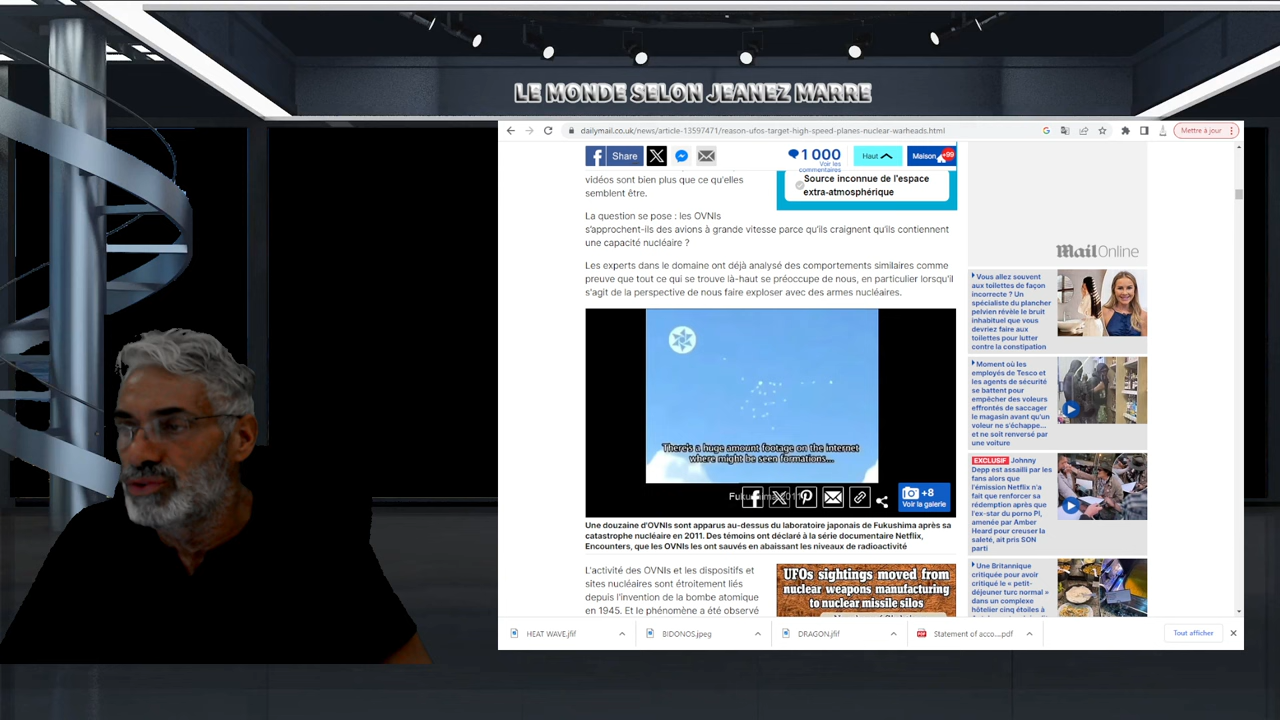 LE MONDE SELON JEANEZ MARRE
dailymail.co.uk/news/article-13597471/reason-ufos-target-high-speed-planes-nuclear-warheads.html
Mettre à jour
Share
1 000
Voir les
commentaires
Haut
Maison
+99
vidéos sont bien plus que ce qu'elles
semblent être.
Source inconnue de l'espace
extra-atmosphérique
La question se pose : les OVNIs
s'approchent-ils des avions à grande vitesse parce qu'ils craignent qu'ils contiennent
une capacité nucléaire ?
Les experts dans le domaine ont déjà analysé des comportements similaires comme
preuve que tout ce qui se trouve là-haut se préoccupe de nous, en particulier lorsqu'il
s'agit de la perspective de nous faire exploser avec des armes nucléaires.
There's a huge amount footage on the internet
where might be seen formations...
+8
Voir la galerie
Une douzaine d'OVNIs sont apparus au-dessus du laboratoire japonais de Fukushima après sa
catastrophe nucléaire en 2011. Des témoins ont déclaré à la série documentaire Netflix,
Encounters, que les OVNIs les ont sauvés en abaissant les niveaux de radioactivité
L'activité des OVNIs et les dispositifs et
sites nucléaires sont étroitement liés
depuis l'invention de la bombe atomique
en 1945. Et le phénomène a été observé
UFOs sightings moved from
nuclear weapons manufacturing
to nuclear missile silos
Mail Online
Vous allez souvent
aux toilettes de façon
incorrecte ? Un
spécialiste du plancher
pelvien révèle le bruit
inhabituel que vous
devriez faire aux
toilettes pour lutter
contre la constipation
Moment où les
employés de Tesco et
les agents de sécurité
se battent pour
empêcher des voleurs
effrontés de saccager
le magasin avant qu'un
voleur ne s'échappe...
et ne soit renversé par
une voiture
EXCLUSIF Johnny
Depp est assailli par les
fans alors que
l'émission Netflix n'a
fait que renforcer sa
rédemption après que
l'ex-star du porno PI,
amenée par Amber
Heard pour creuser la
saleté, ait pris SON
parti
Une Britannique
critiquée pour avoir
critiqué le « petit-
déjeuner turc normal »
dans un complexe
hôtelier cinq étoiles à
HEAT WAVE.jfif
BIDONOS.jpeg
DRAGON.jfif
Statement of acco....pdf
Tout afficher